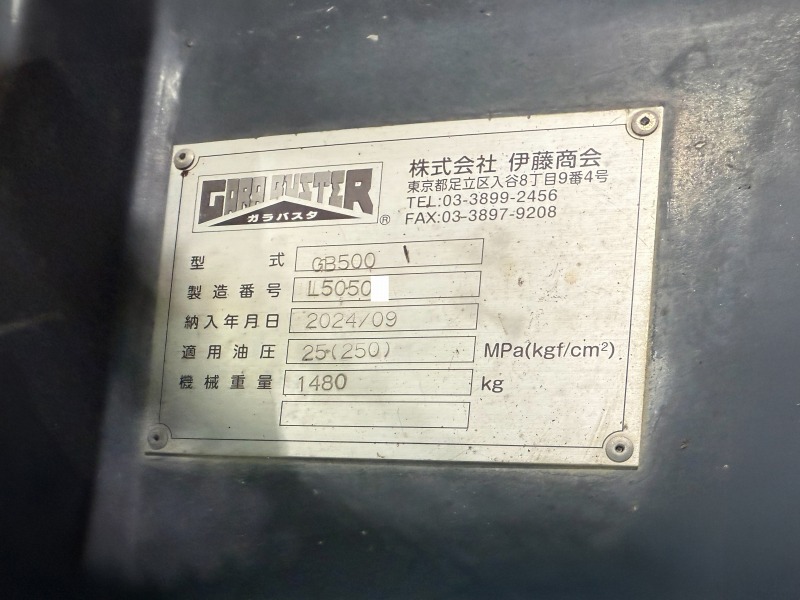 GARA BUSTER
ガラバスタ
®
株式会社 伊藤商会
東京都足立区入谷8丁目9番4号
TEL:03-3899-2456
FAX:03-3897-9208
型 式 GB500
製造番号 L5050
納入年月日 2024/09
適用油圧 25(250) MPa(kgf/cm²)
機械重量 1480 kg